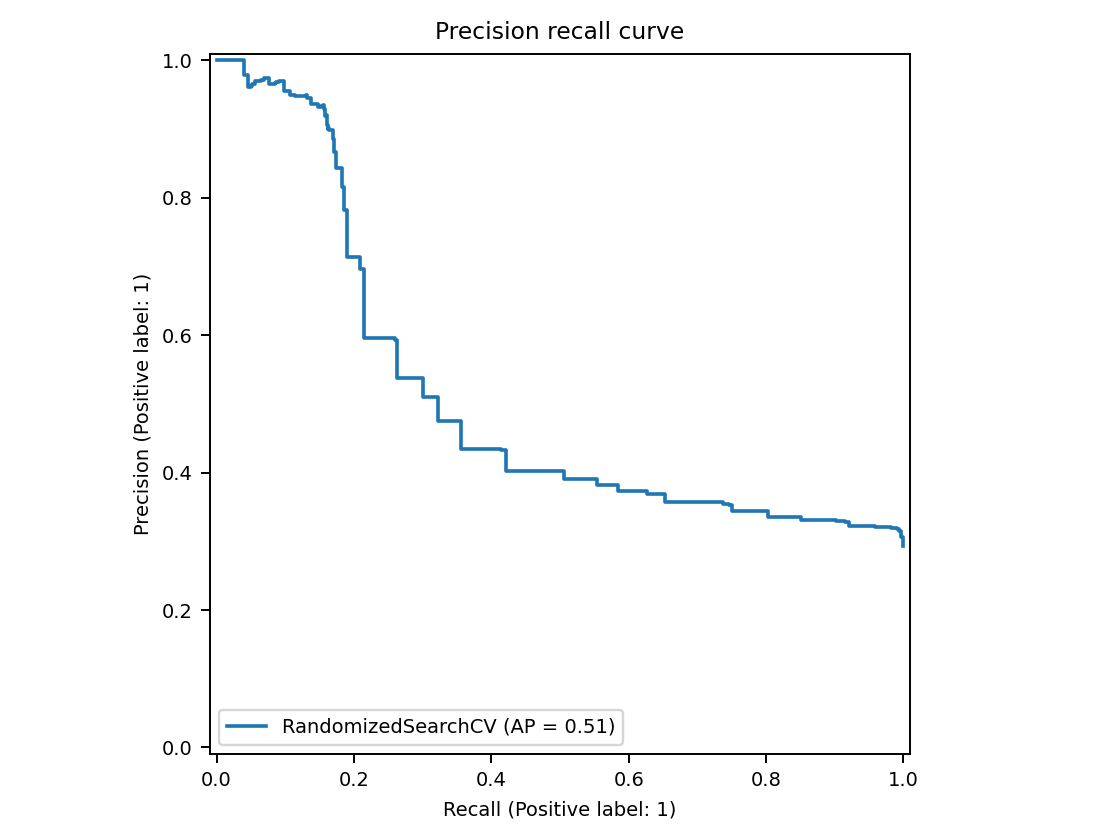 Precision recall curve
1.0
0.8
0.6
0.4
0.2
0.0
Precision (Positive label: 1)
RandomizedSearchCV (AP = 0.51)
0.0 0.2 0.4 0.6 0.8 1.0
Recall (Positive label: 1)